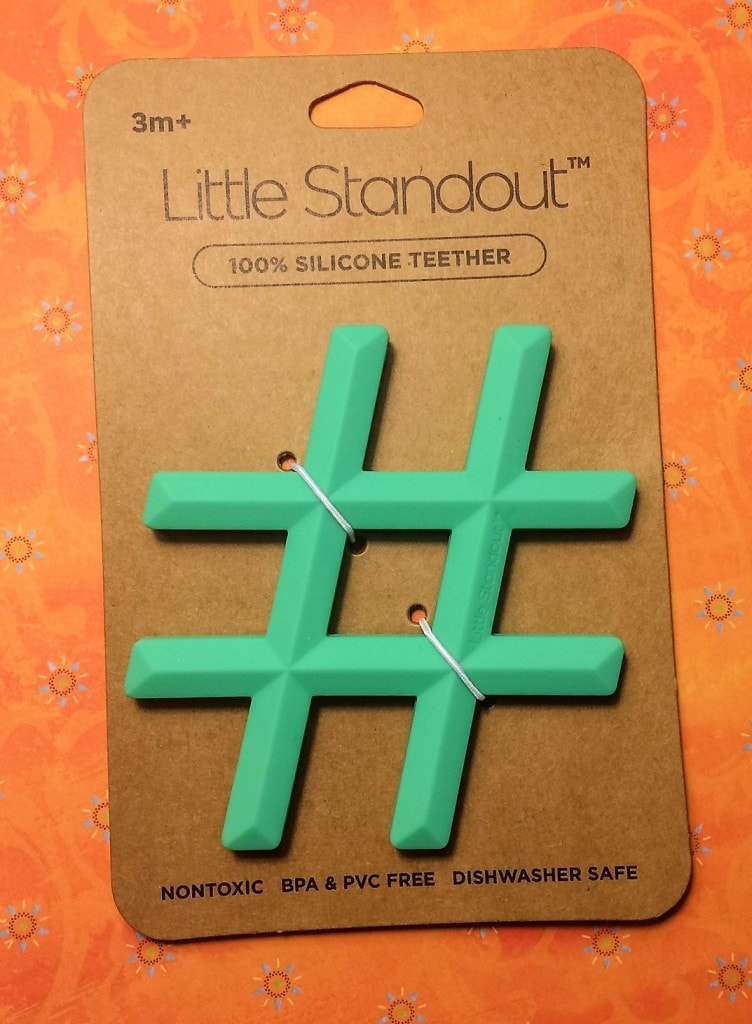 3m+
Little Standout™
100% SILICONE TEETHER
Little Standout
NONTOXIC BPA & PVC FREE DISHWASHER SAFE